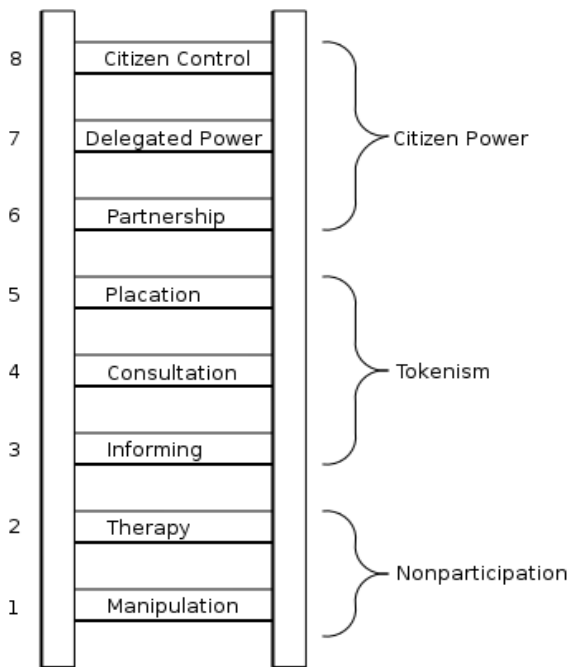 8 Citizen Control
7 Delegated Power
Citizen Power
6 Partnership
5 Placation
4 Consultation
Tokenism
3 Informing
2 Therapy
Nonparticipation
1 Manipulation